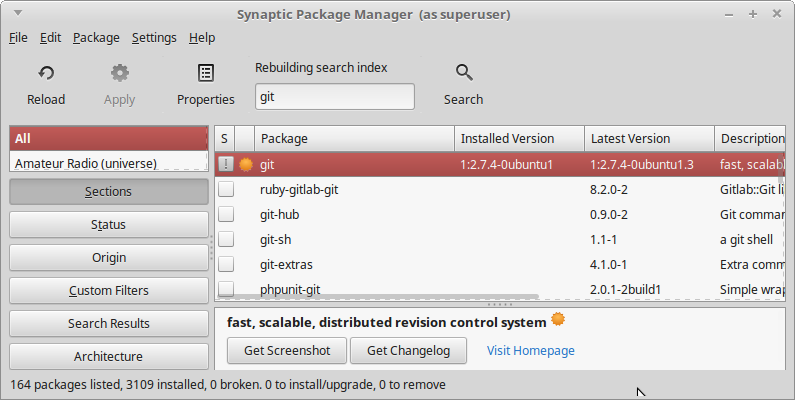 Synaptic Package Manager (as superuser)
File Edit Package Settings Help
Rebuilding search index
git
Reload Apply Properties Search
All
Amateur Radio (universe)
Sections
Status
Origin
Custom Filters
Search Results
Architecture
S Package Installed Version Latest Version Description
! git 1:2.7.4-0ubuntu1 1:2.7.4-0ubuntu1.3 fast, scalab
ruby-gitlab-git 8.2.0-2 Gitlab::Git li
git-hub 0.9.0-2 Git comman
git-sh 1.1-1 a git shell
git-extras 4.1.0-1 Extra comm
phpunit-git 2.0.1-2build1 Simple wrap
fast, scalable, distributed revision control system
Get Screenshot Get Changelog Visit Homepage
164 packages listed, 3109 installed, 0 broken. 0 to install/upgrade, 0 to remove